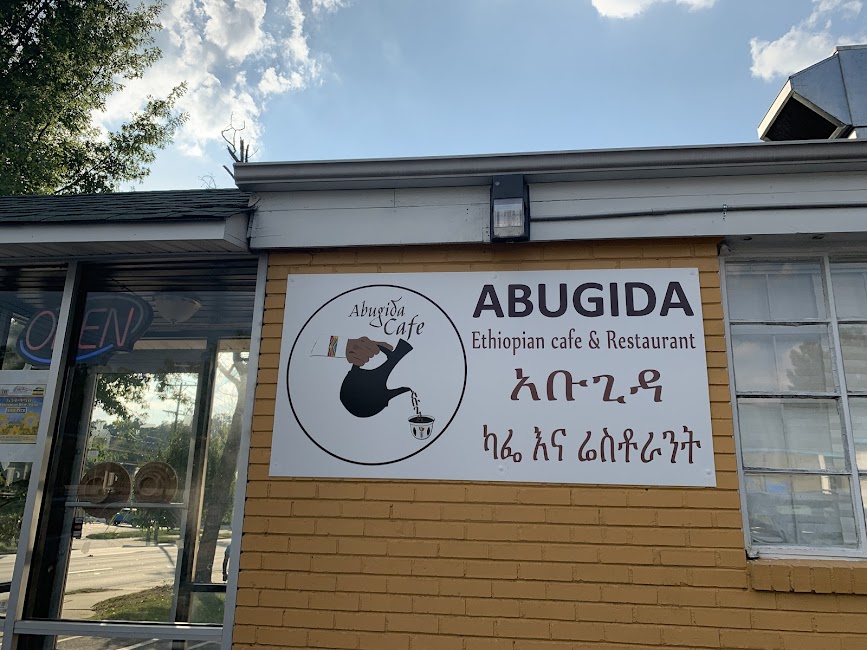 OPEN
Abugida
Cafe
ABUGIDA
Ethiopian cafe & Restaurant
አቡጊዳ
ካፌ እና ሬስቶራንት